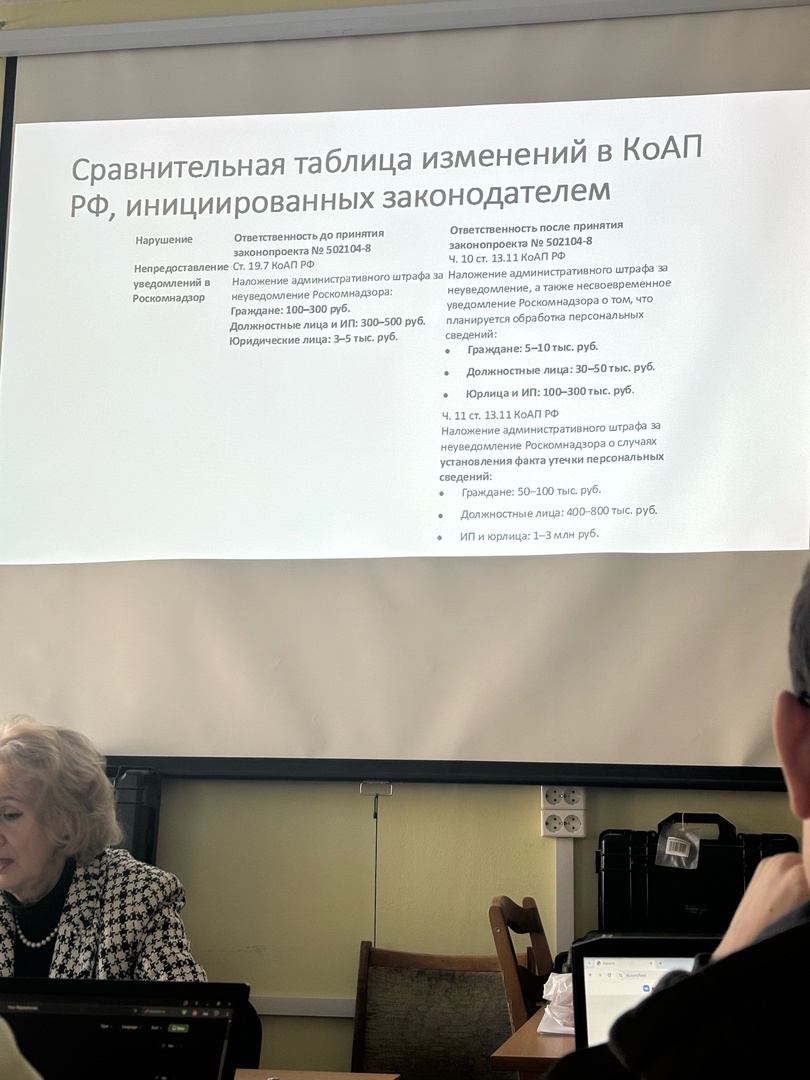 Сравнительная таблица изменений в КоАП
РФ, инициированных законодателем
Нарушение
Ответственность до принятия
законопроекта № 502104-8
Ответственность после принятия
законопроекта № 502104-8
Непредоставление
уведомлений в
Роскомнадзор
Ст. 19.7 КоАП РФ
Наложение административного штрафа за
неуведомление Роскомнадзора:
Граждане: 100–300 руб.
Должностные лица и ИП: 300–500 руб.
Юридические лица: 3–5 тыс. руб.
Ч. 10 ст. 13.11 КоАП РФ
Наложение административного штрафа за
неуведомление, а также несвоевременное
уведомление Роскомнадзора о том, что
планируется обработка персональных
сведений:
• Граждане: 5–10 тыс. руб.
• Должностные лица: 30–50 тыс. руб.
• Юрлица и ИП: 100–300 тыс. руб.
Ч. 11 ст. 13.11 КоАП РФ
Наложение административного штрафа за
неуведомление Роскомнадзора о случаях
установления факта утечки персональных
сведений:
• Граждане: 50–100 тыс. руб.
• Должностные лица: 400–800 тыс. руб.
• ИП и юрлица: 1–3 млн руб.